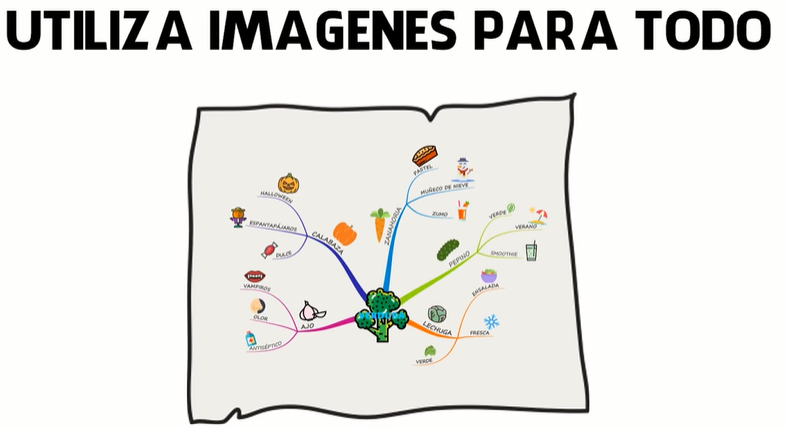 UTILIZA IMAGENES PARA TODO
PASTEL
MUÑECO DE NIEVE
ZUMO
ZANAHORIA
HALLOWEEN
ESPANTAPÁJAROS
DULCE
CALABAZA
VERDE
VERANO
SMOOTHIE
PEPINO
VAMPIROS
OLOR
ANTISÉPTICO
AJO
ENSALADA
FRESCA
VERDE
LECHUGA